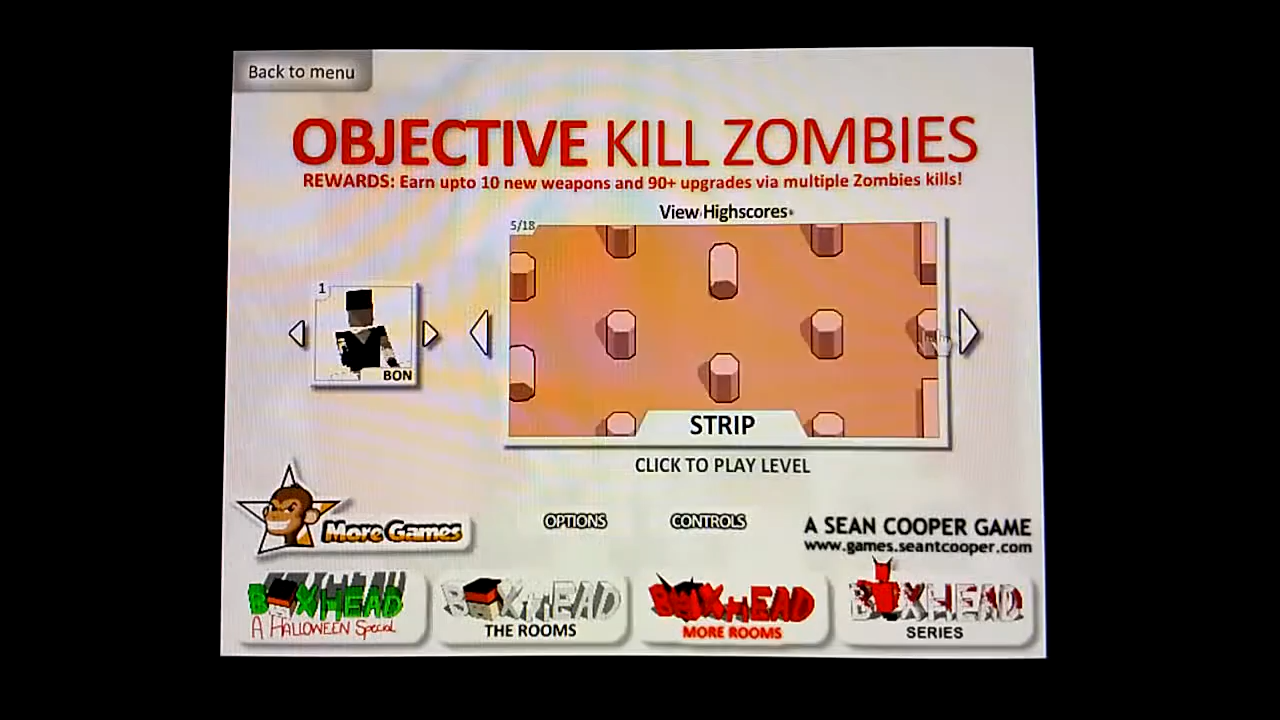 Back to menu
OBJECTIVE KILL ZOMBIES
REWARDS: Earn upto 10 new weapons and 90+ upgrades via multiple Zombies kills!
View Highscores
5/18
1
BON
STRIP
CLICK TO PLAY LEVEL
More Games
OPTIONS
CONTROLS
A SEAN COOPER GAME
www.games.seantcooper.com
BOXHEAD
A HALLOWEEN Special
BOXHEAD
THE ROOMS
BOXHEAD
MORE ROOMS
BOXHEAD
SERIES